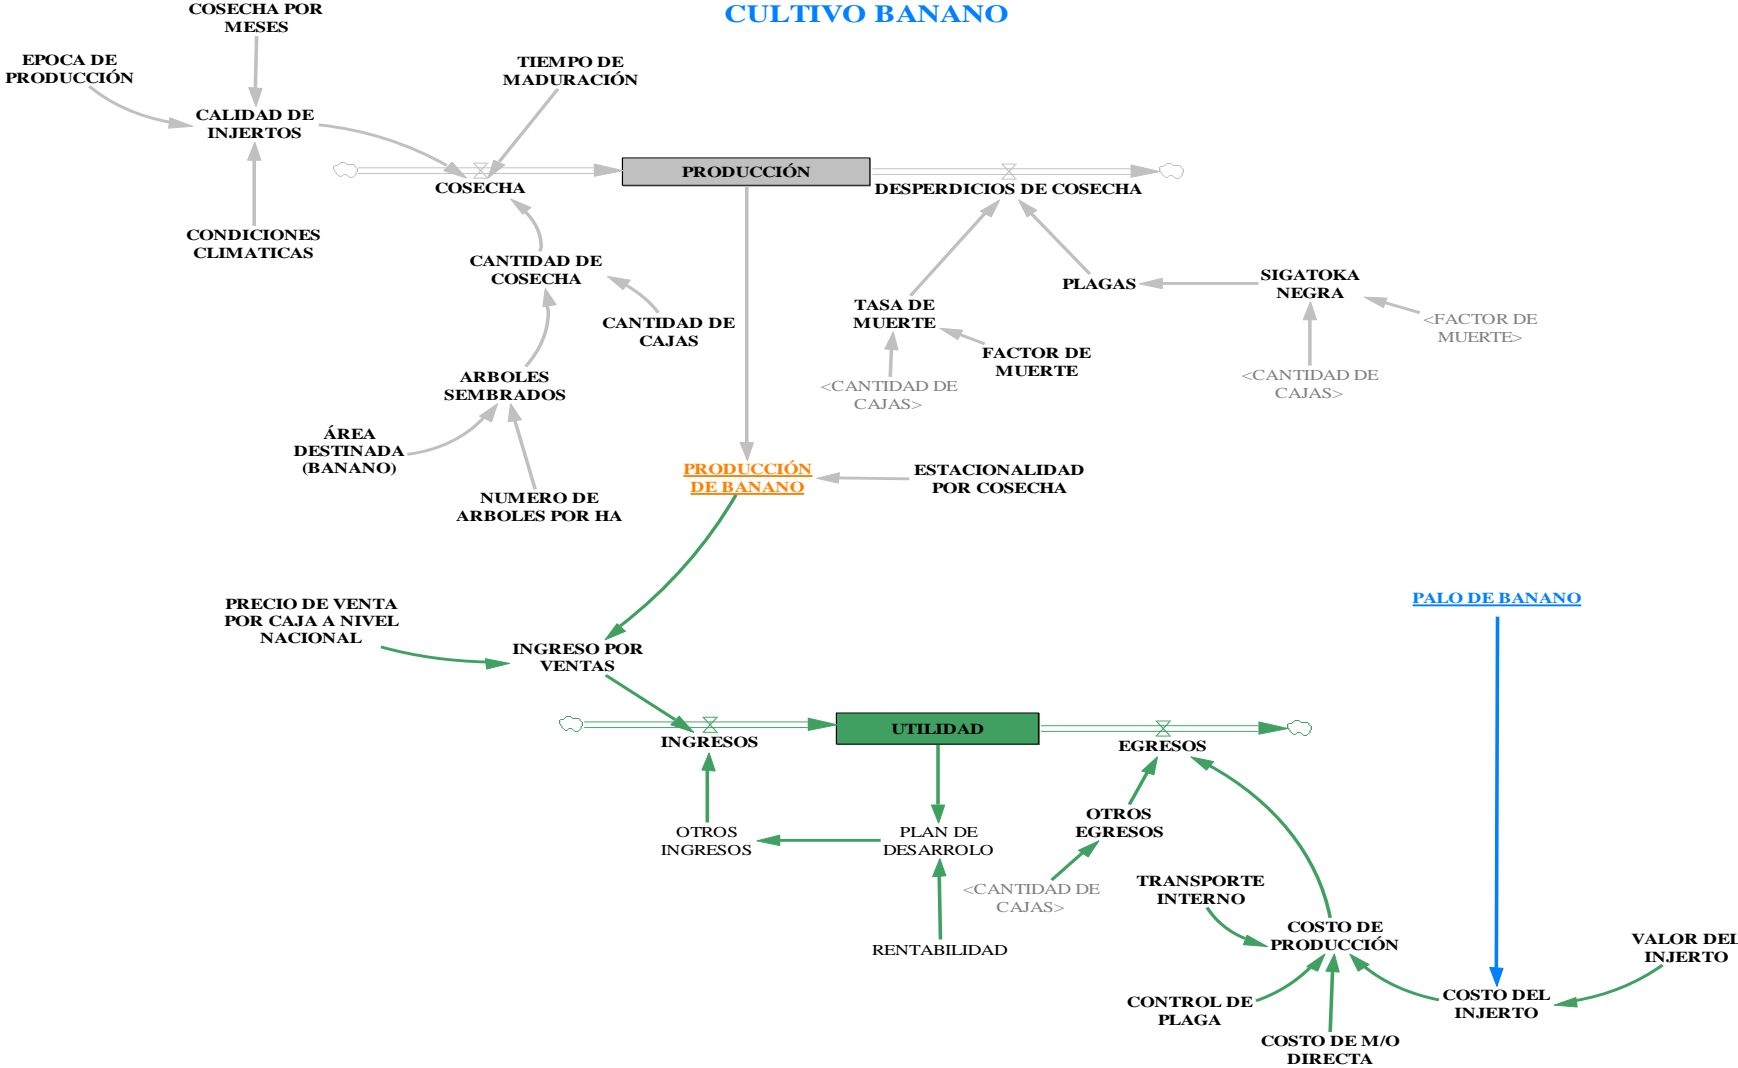 CULTIVO BANANO
COSECHA POR
MESES
EPOCA DE
PRODUCCIÓN
TIEMPO DE
MADURACIÓN
CALIDAD DE
INJERTOS
PRODUCCIÓN
COSECHA
DESPERDICIOS DE COSECHA
CONDICIONES
CLIMATICAS
CANTIDAD DE
COSECHA
PLAGAS
SIGATOKA
NEGRA
CANTIDAD DE
CAJAS
TASA DE
MUERTE
<FACTOR DE
MUERTE>
FACTOR DE
MUERTE
<CANTIDAD DE
CAJAS>
<CANTIDAD DE
CAJAS>
ARBOLES
SEMBRADOS
ÁREA
DESTINADA
(BANANO)
NUMERO DE
ARBOLES POR HA
PRODUCCIÓN
DE BANANO
ESTACIONALIDAD
POR COSECHA
PRECIO DE VENTA
POR CAJA A NIVEL
NACIONAL
PALO DE BANANO
INGRESO POR
VENTAS
UTILIDAD
INGRESOS
EGRESOS
OTROS
INGRESOS
PLAN DE
DESARROLO
OTROS
EGRESOS
<CANTIDAD DE
CAJAS>
TRANSPORTE
INTERNO
RENTABILIDAD
COSTO DE
PRODUCCIÓN
VALOR DEL
INJERTO
CONTROL DE
PLAGA
COSTO DEL
INJERTO
COSTO DE M/O
DIRECTA